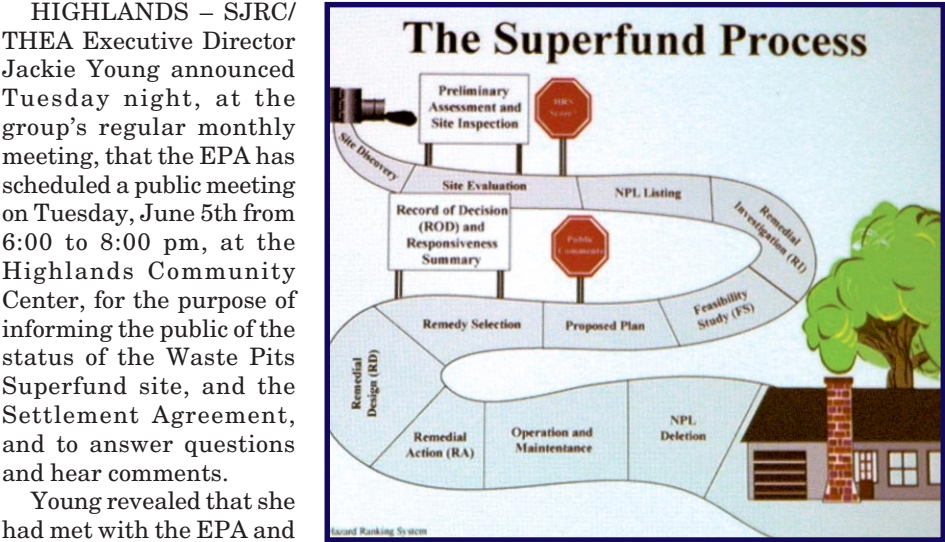 HIGHLANDS – SJRC/
THEA Executive Director
Jackie Young announced
Tuesday night, at the
group's regular monthly
meeting, that the EPA has
scheduled a public meeting
on Tuesday, June 5th from
6:00 to 8:00 pm, at the
Highlands Community
Center, for the purpose of
informing the public of the
status of the Waste Pits
Superfund site, and the
Settlement Agreement,
and to answer questions
and hear comments.
Young revealed that she
had met with the EPA and
The Superfund Process
Preliminary
Assessment and
Site Inspection
HRS
Score*
Site Discovery
Site Evaluation
NPL Listing
Remedial
Investigation (RI)
Record of Decision
(ROD) and
Responsiveness
Summary
Public
Comments
Feasibility
Study (FS)
Proposed Plan
Remedy Selection
Remedial
Design (RD)
Remedial
Action (RA)
Operation and
Maintentance
NPL
Deletion
Hazard Ranking System